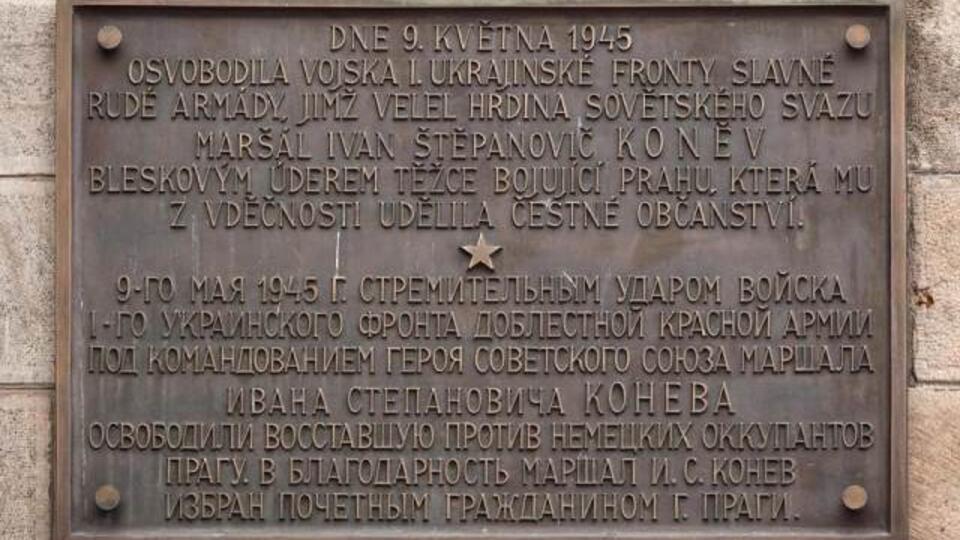 DNE 9. KVĚTNA 1945
OSVOBODILA VOJSKA I. UKRAJINSKÉ FRONTY SLAVNÉ
RUDÉ ARMÁDY, JIMŽ VELEL HRDINA SOVĚTSKÉHO SVAZU
MARŠÁL IVAN ŠTĚPANOVIČ KONĚV
BLESKOVÝM ÚDEREM TĚŽCE BOJUJÍCÍ PRAHU, KTERÁ MU
Z VDĚČNOSTI UDĚLILA ČESTNÉ OBČANSTVÍ.
9-ГО МАЯ 1945 Г. СТРЕМИТЕЛЬНЫМ УДАРОМ ВОЙСКА
1-ГО УКРАИНСКОГО ФРОНТА ДОБЛЕСТНОЙ КРАСНОЙ АРМИИ
ПОД КОМАНДОВАНИЕМ ГЕРОЯ СОВЕТСКОГО СОЮЗА МАРШАЛА
ИВАНА СТЕПАНОВИЧА КОНЕВА
ОСВОБОДИЛИ ВОССТАВШУЮ ПРОТИВ НЕМЕЦКИХ ОККУПАНТОВ
ПРАГУ. В БЛАГОДАРНОСТЬ МАРШАЛ И. С. КОНЕВ
ИЗБРАН ПОЧЕТНЫМ ГРАЖДАНИНОМ Г. ПРАГИ.